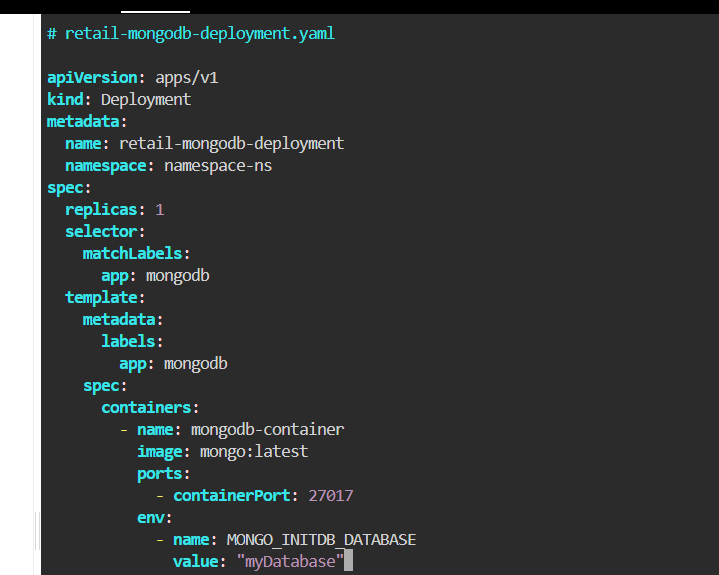 # retail-mongodb-deployment.yaml

apiVersion: apps/v1
kind: Deployment
metadata:
  name: retail-mongodb-deployment
  namespace: namespace-ns
spec:
  replicas: 1
  selector:
    matchLabels:
      app: mongodb
  template:
    metadata:
      labels:
        app: mongodb
    spec:
      containers:
        - name: mongodb-container
          image: mongo:latest
          ports:
            - containerPort: 27017
          env:
            - name: MONGO_INITDB_DATABASE
              value: "myDatabase"